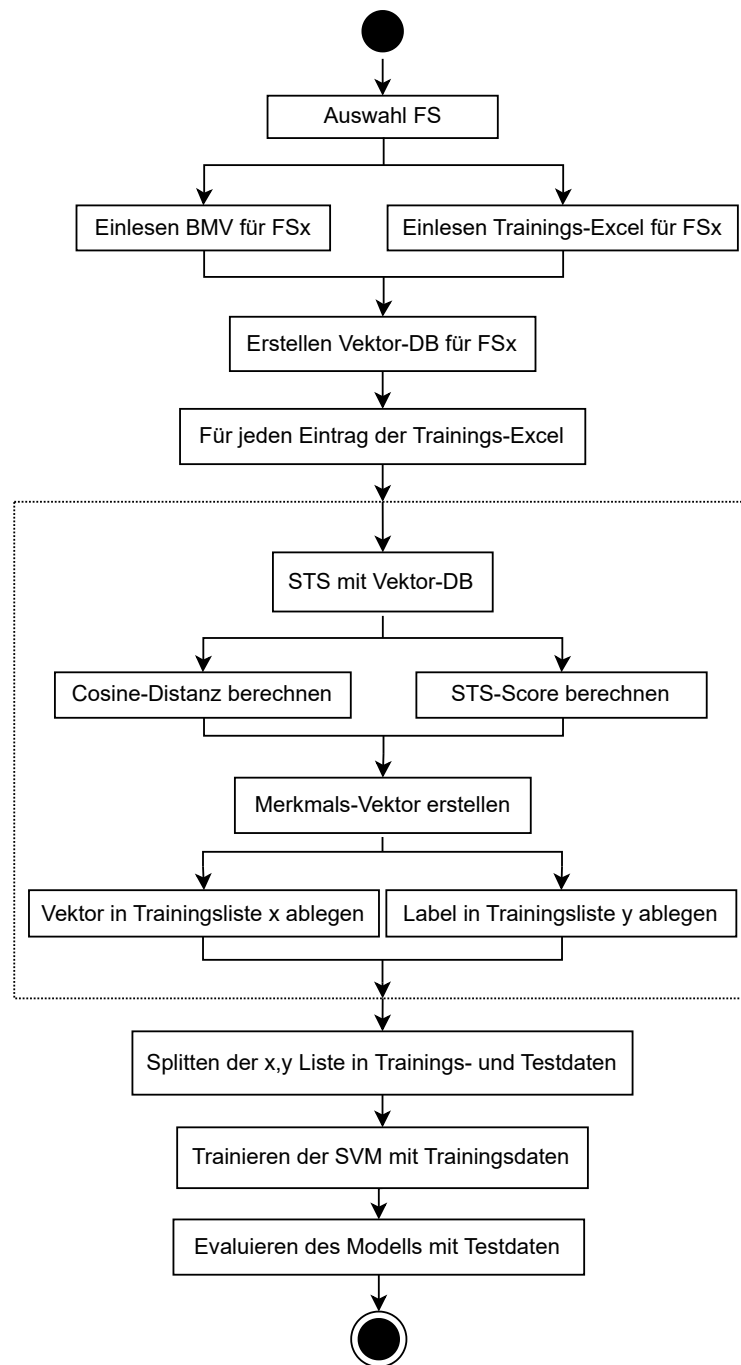 Auswahl FS
Einlesen BMV für FSx
Einlesen Trainings-Excel für FSx
Erstellen Vektor-DB für FSx
Für jeden Eintrag der Trainings-Excel
STS mit Vektor-DB
Cosine-Distanz berechnen
STS-Score berechnen
Merkmals-Vektor erstellen
Vektor in Trainingsliste x ablegen
Label in Trainingsliste y ablegen
Splitten der x,y Liste in Trainings- und Testdaten
Trainieren der SVM mit Trainingsdaten
Evaluieren des Modells mit Testdaten